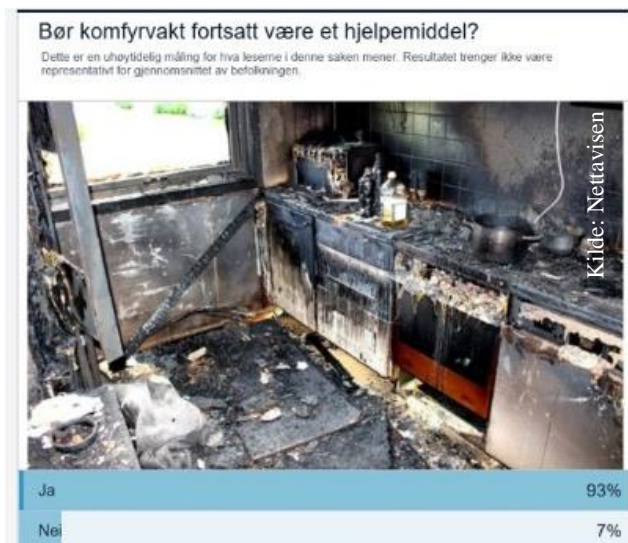 Bør komfyrvakt fortsatt være et hjelpemiddel?
Dette er en uhøytidelig måling for hva leserne i denne saken mener. Resultatet trenger ikke være
representativt for gjennomsnittet av befolkningen.
Kilde: Nettavisen
Ja 93%
Nei 7%